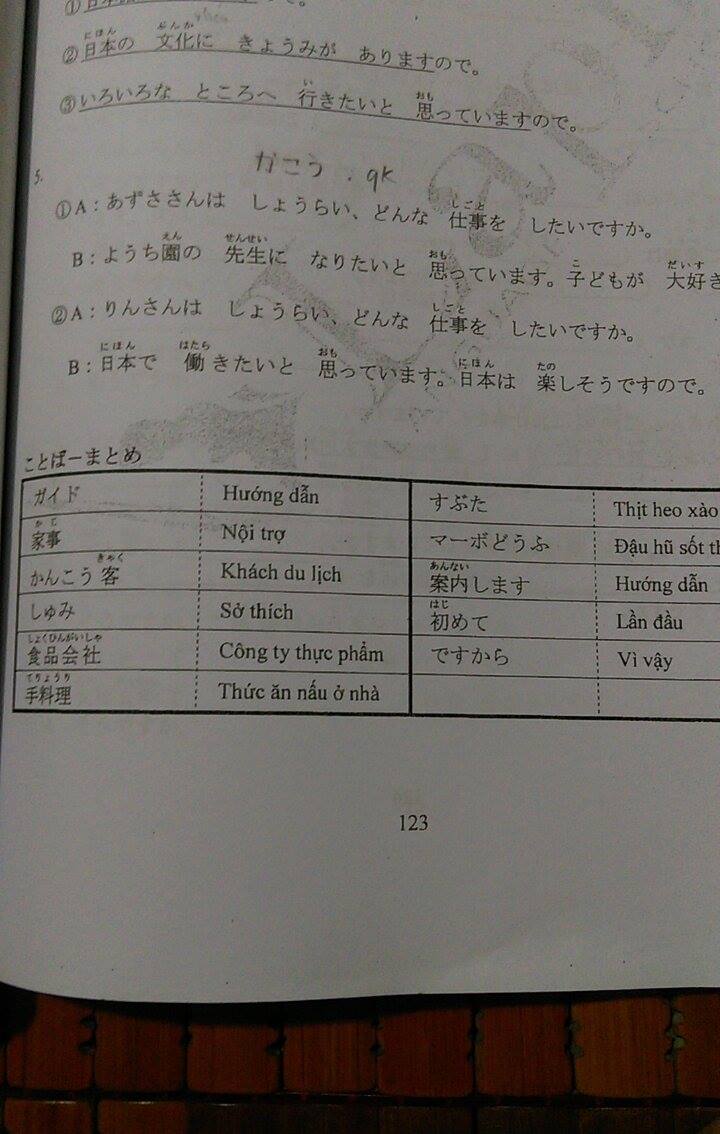 ①日本
ので。
②日本の 文化に きょうみが ありますので。
③いろいろな ところへ 行きたいと 思っていますので。
かこう . qk
5.
①A：あずささんは しょうらい、どんな 仕事を したいですか。
B：ようち園の 先生に なりたいと 思っています。子どもが 大好き
②A：りんさんは しょうらい、どんな 仕事を したいですか。
B：日本で 働きたいと 思っています。日本は 楽しそうですので。
ことばーまとめ
ガイド Hướng dẫn すぶた Thịt heo xào
家事 Nội trợ マーボどうふ Đậu hũ sốt
かんこう客 Khách du lịch 案内します Hướng dẫn
しゅみ Sở thích 初めて Lần đầu
食品会社 Công ty thực phẩm ですから Vì vậy
手料理 Thức ăn nấu ở nhà
123